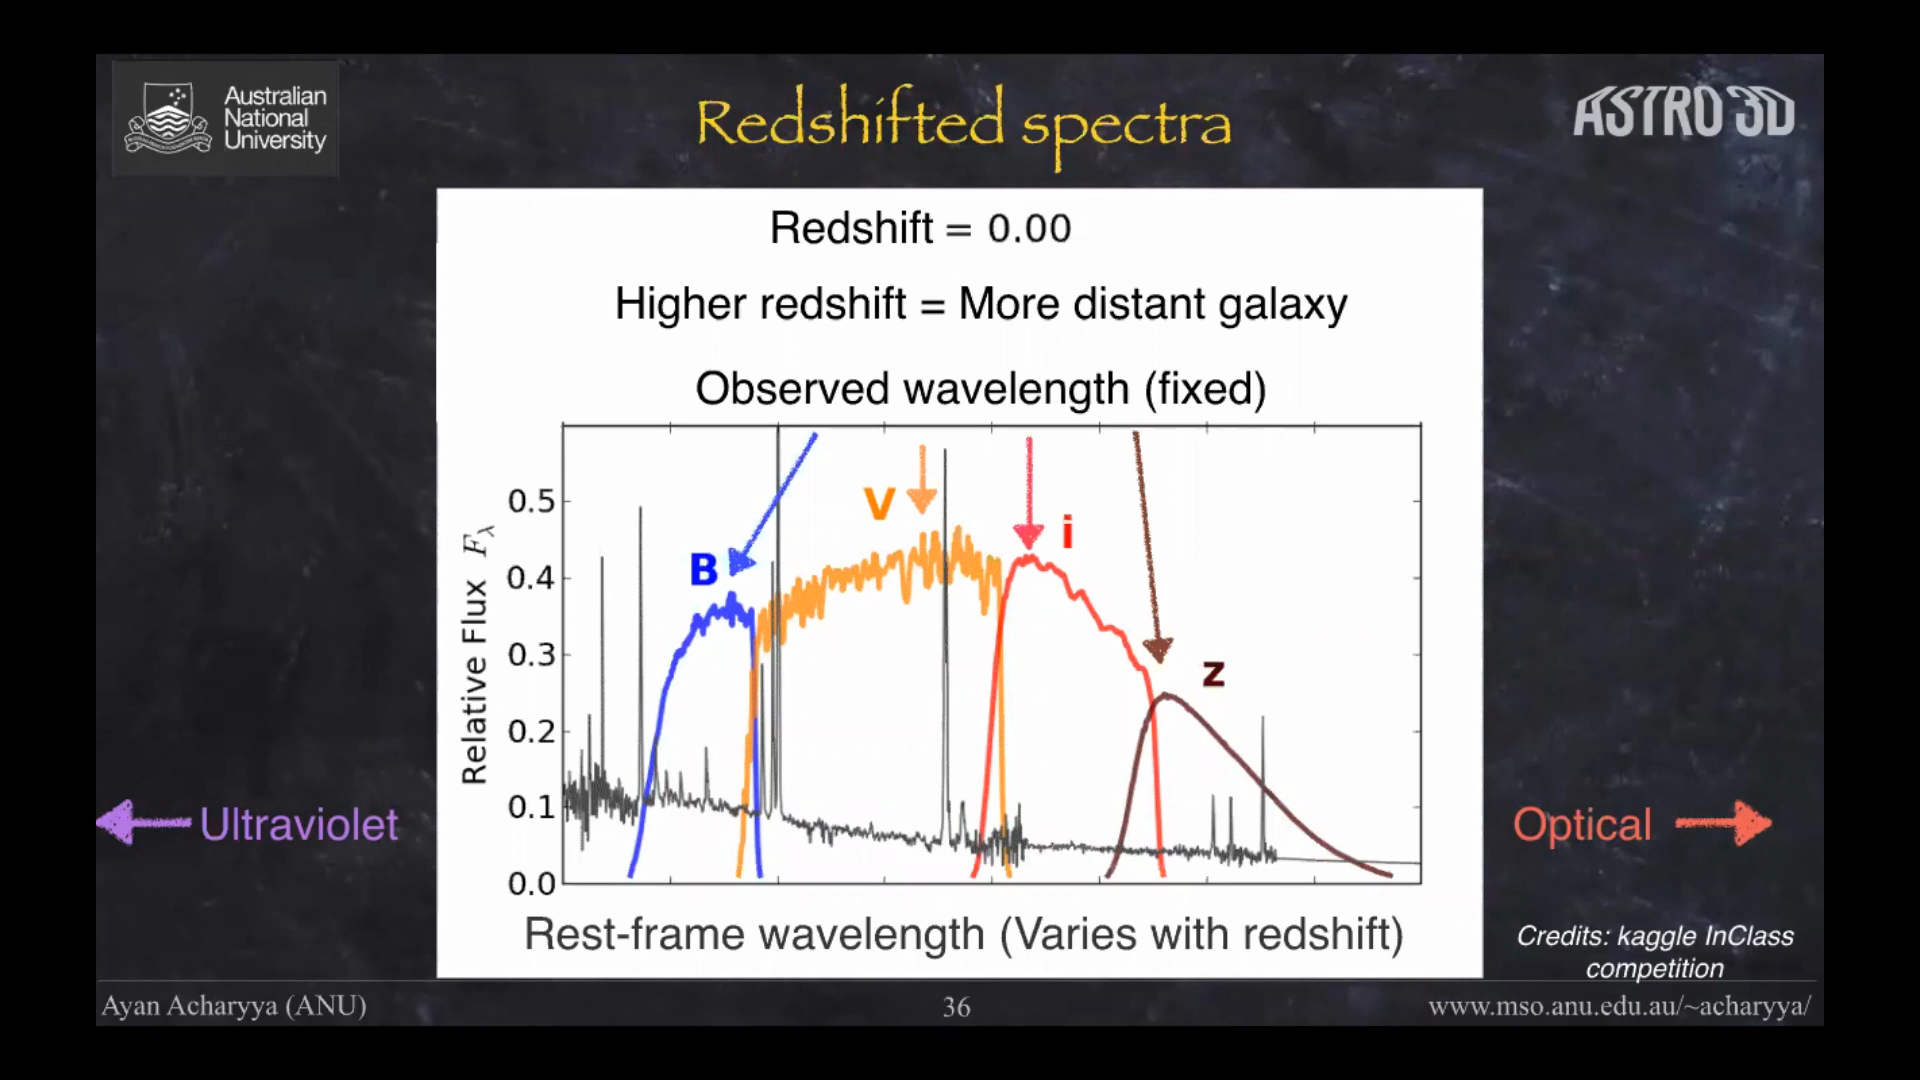 Australian
National
University
Redshifted spectra
ASTRO 3D
Redshift = 0.00
Higher redshift = More distant galaxy
Observed wavelength (fixed)
Relative Flux Fλ
0.5
0.4
0.3
0.2
0.1
0.0
B
V
i
z
Ultraviolet
Optical
Rest-frame wavelength (Varies with redshift)
Credits: kaggle InClass
competition
Ayan Acharyya (ANU)
36
www.mso.anu.edu.au/~acharyya/